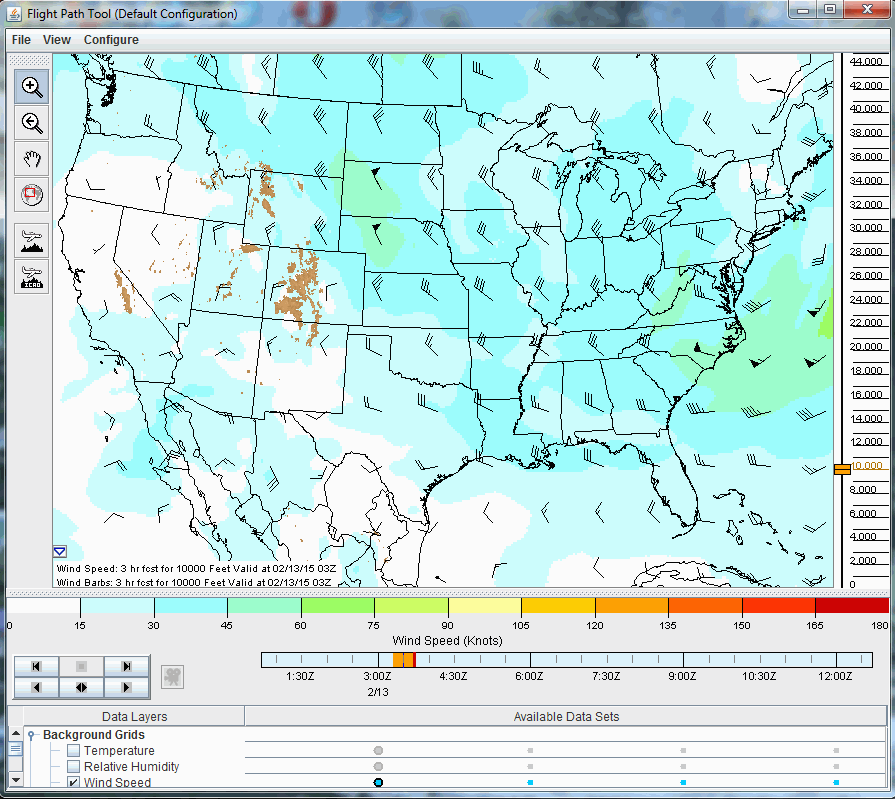 Flight Path Tool (Default Configuration)
File View Configure
44.000
42.000
40.000
38.000
36.000
34.000
32.000
30.000
28.000
26.000
24.000
22.000
20.000
18.000
16.000
14.000
12.000
10.000
8.000
6.000
4.000
2.000
0
ICAO
Wind Speed: 3 hr fcst for 10000 Feet Valid at 02/13/15 03Z
Wind Barbs: 3 hr fcst for 10000 Feet Valid at 02/13/15 03Z
0 15 30 45 60 75 90 105 120 135 150 165 180
Wind Speed (Knots)
1:30Z 3:00Z 4:30Z 6:00Z 7:30Z 9:00Z 10:30Z 12:00Z
2/13
Data Layers Available Data Sets
Background Grids
Temperature
Relative Humidity
Wind Speed